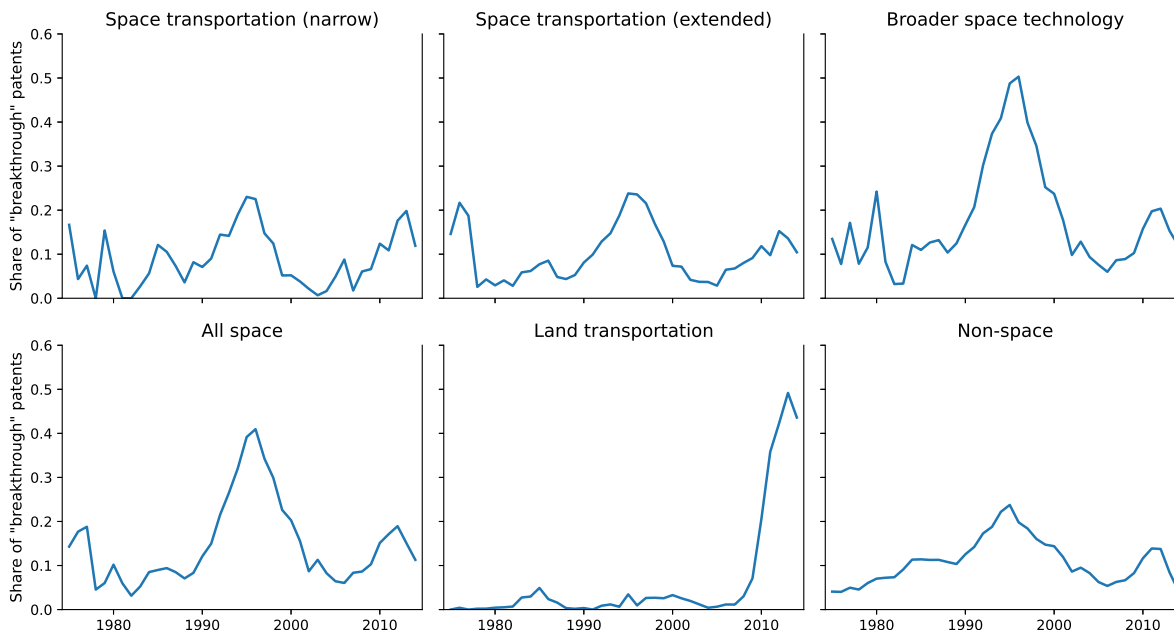 Space transportation (narrow)
Space transportation (extended)
Broader space technology
Share of "breakthrough" patents
0.6
0.5
0.4
0.3
0.2
0.1
0.0
All space
Land transportation
Non-space
Share of "breakthrough" patents
0.6
0.5
0.4
0.3
0.2
0.1
0.0
1980 1990 2000 2010
1980 1990 2000 2010
1980 1990 2000 2010